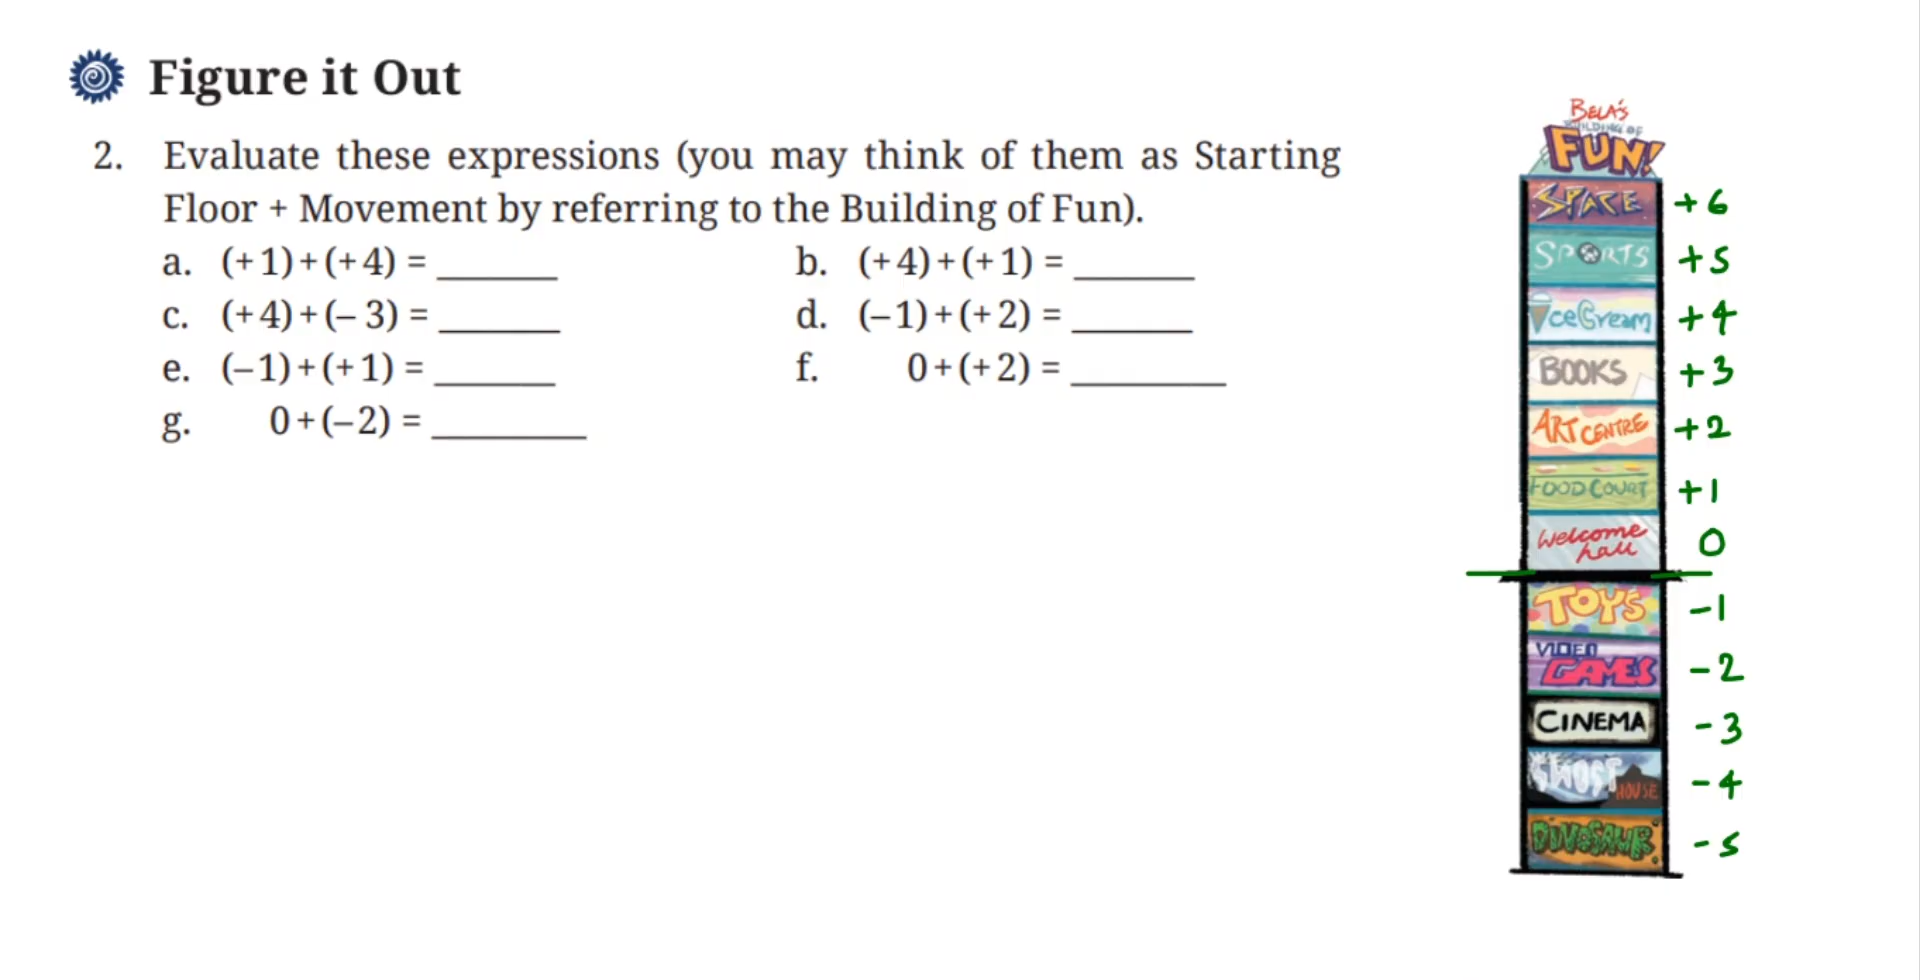 Figure it Out
2. Evaluate these expressions (you may think of them as Starting
Floor + Movement by referring to the Building of Fun).
a. (+1)+(+4) = ______
b. (+4)+(+1) = ______
c. (+4)+(–3) = ______
d. (–1)+(+2) = ______
e. (–1)+(+1) = ______
f. 0+(+2) = ________
g. 0+(–2) = ________
BELA'S
BUILDING OF
FUN!
SPACE +6
SPORTS +5
IceCream +4
BOOKS +3
ART CENTRE +2
FOOD COURT +1
Welcome 0
hall
TOYS -1
VIDEO
GAMES -2
CINEMA -3
GHOST
HOUSE -4
DINOSAUR -5